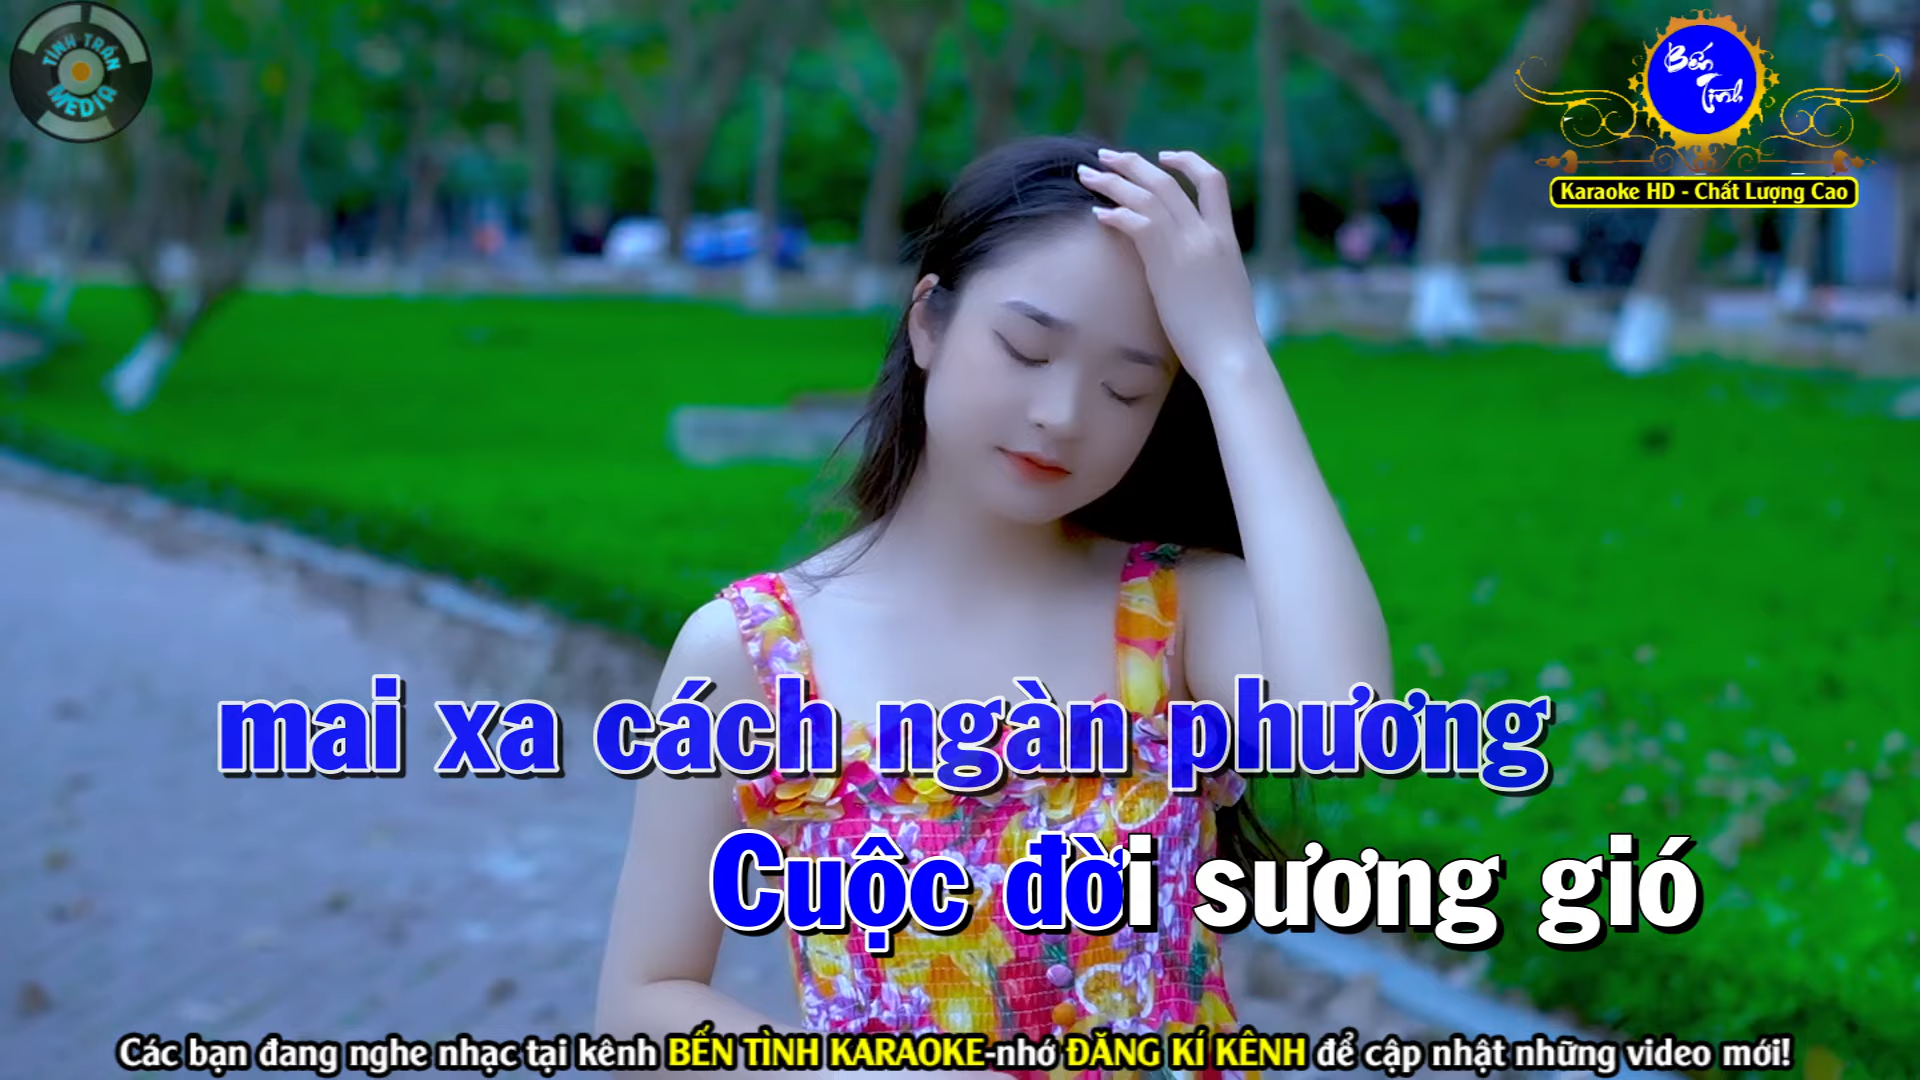 TÌNH TRẦN
MEDIA
Bến
Tình
Karaoke HD - Chất Lượng Cao
mai xa cách ngàn phương
Cuộc đời sương gió
Các bạn đang nghe nhạc tại kênh BẾN TÌNH KARAOKE-nhớ ĐĂNG KÍ KÊNH để cập nhật những video mới!